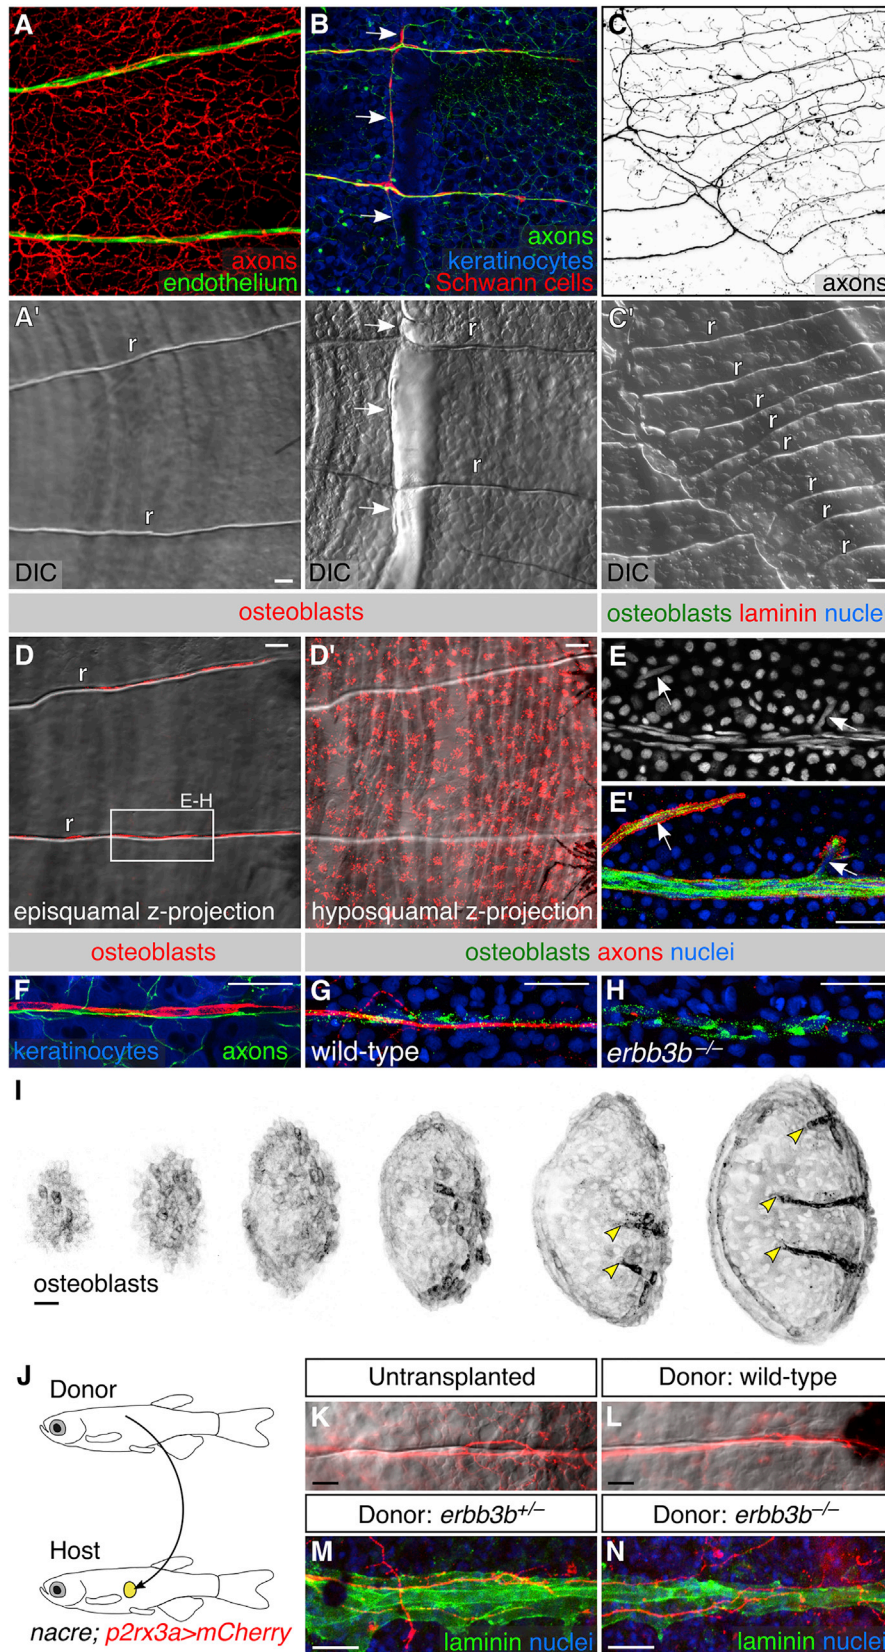 A
axons
endothelium
B
axons
keratinocytes
Schwann cells
C
axons
A'
r
r
DIC
r
r
DIC
C'
r
r
r
r
r
r
r
DIC
osteoblasts
osteoblasts laminin nucle
D
r
r
E-H
episquamal z-projection
D'
hyposquamal z-projection
E
E'
osteoblasts
osteoblasts axons nuclei
F
keratinocytes
axons
G
wild-type
H
erbb3b−/−
I
osteoblasts
J
Donor
Host
nacre; p2rx3a>mCherry
Untransplanted
Donor: wild-type
K
L
Donor: erbb3b+/–
Donor: erbb3b−/−
M
laminin nuclei
N
laminin nuclei